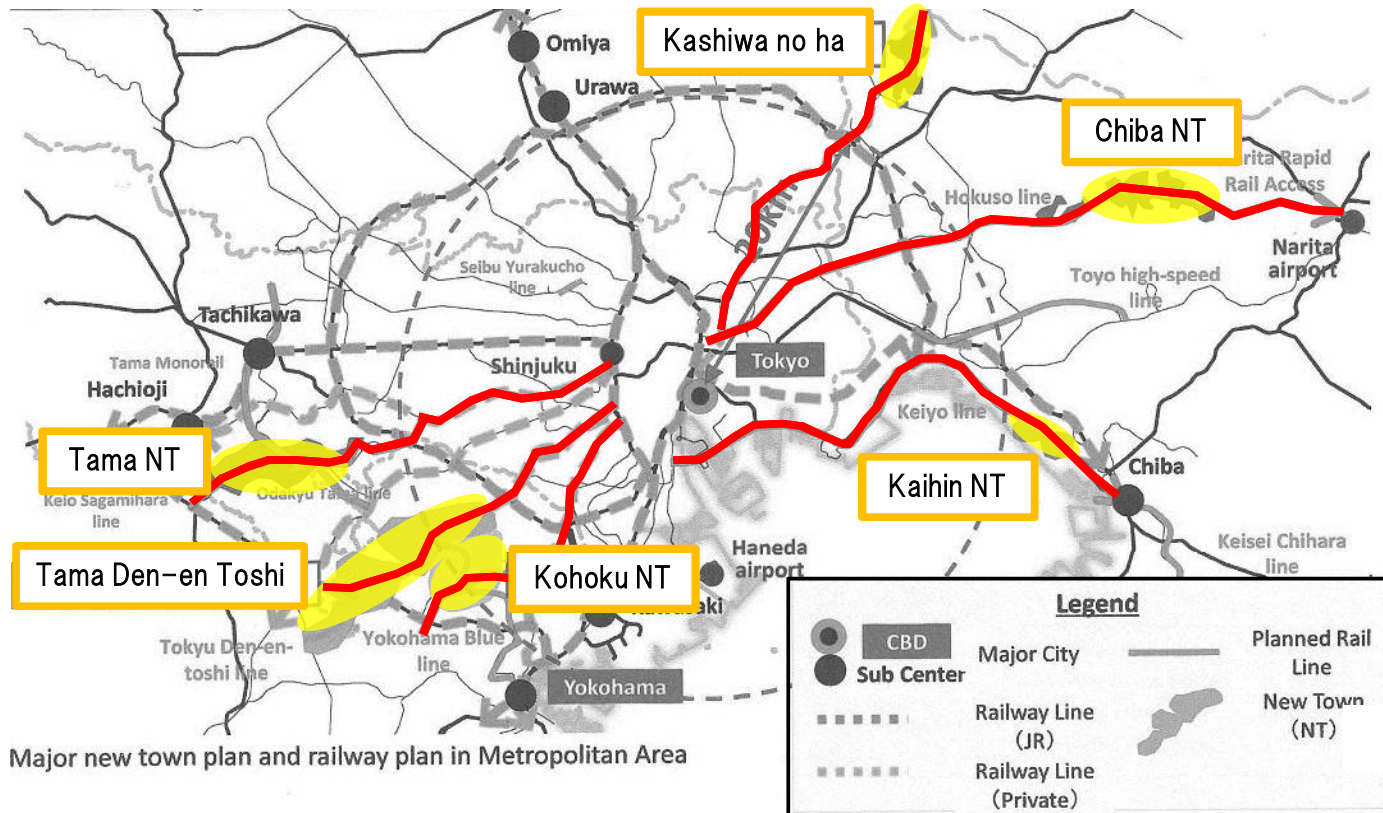 Kashiwa no ha
Omiya
Urawa
Chiba NT
Narita Rapid
Rail Access
Hokuso line
30km
Narita
airport
Seibu Yurakucho
line
Toyo high-speed
line
Tachikawa
Tama Monorail
Shinjuku
Tokyo
Hachioji
Keiyo line
Tama NT
Chiba
Kaihin NT
Keio Sagamihara
line
Odakyu Tama line
Haneda
airport
Keisei Chihara
line
Tama Den-en Toshi
Kohoku NT
Kawasaki
Tokyu Den-en-
toshi line
Yokohama Blue
line
Yokohama
Legend
CBD
Major City
Sub Center
Planned Rail
Line
Railway Line
(JR)
New Town
(NT)
Railway Line
(Private)
Major new town plan and railway plan in Metropolitan Area